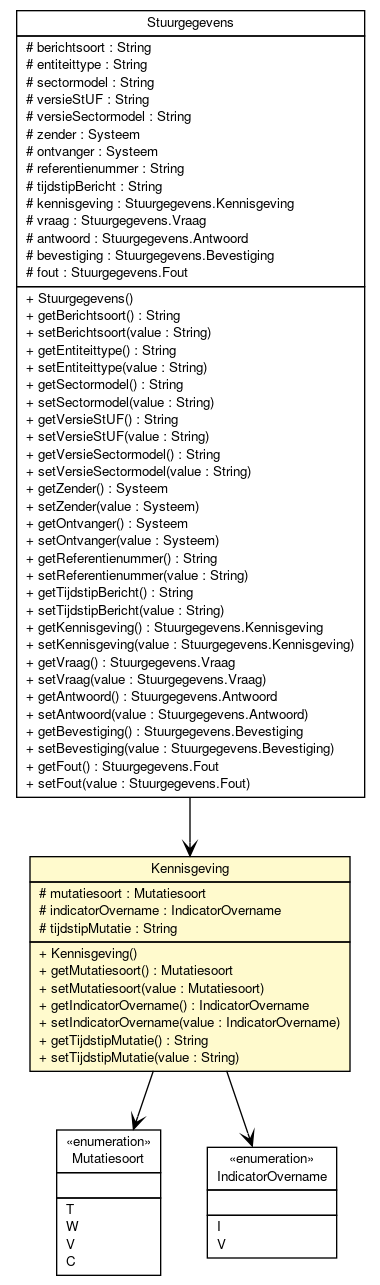 Stuurgegevens
# berichtsoort : String
# entiteittype : String
# sectormodel : String
# versieStUF : String
# versieSectormodel : String
# zender : Systeem
# ontvanger : Systeem
# referentienummer : String
# tijdstipBericht : String
# kennisgeving : Stuurgegevens.Kennisgeving
# vraag : Stuurgegevens.Vraag
# antwoord : Stuurgegevens.Antwoord
# bevestiging : Stuurgegevens.Bevestiging
# fout : Stuurgegevens.Fout
+ Stuurgegevens()
+ getBerichtsoort() : String
+ setBerichtsoort(value : String)
+ getEntiteittype() : String
+ setEntiteittype(value : String)
+ getSectormodel() : String
+ setSectormodel(value : String)
+ getVersieStUF() : String
+ setVersieStUF(value : String)
+ getVersieSectormodel() : String
+ setVersieSectormodel(value : String)
+ getZender() : Systeem
+ setZender(value : Systeem)
+ getOntvanger() : Systeem
+ setOntvanger(value : Systeem)
+ getReferentienummer() : String
+ setReferentienummer(value : String)
+ getTijdstipBericht() : String
+ setTijdstipBericht(value : String)
+ getKennisgeving() : Stuurgegevens.Kennisgeving
+ setKennisgeving(value : Stuurgegevens.Kennisgeving)
+ getVraag() : Stuurgegevens.Vraag
+ setVraag(value : Stuurgegevens.Vraag)
+ getAntwoord() : Stuurgegevens.Antwoord
+ setAntwoord(value : Stuurgegevens.Antwoord)
+ getBevestiging() : Stuurgegevens.Bevestiging
+ setBevestiging(value : Stuurgegevens.Bevestiging)
+ getFout() : Stuurgegevens.Fout
+ setFout(value : Stuurgegevens.Fout)
Kennisgeving
# mutatiesoort : Mutatiesoort
# indicatorOvername : IndicatorOvername
# tijdstipMutatie : String
+ Kennisgeving()
+ getMutatiesoort() : Mutatiesoort
+ setMutatiesoort(value : Mutatiesoort)
+ getIndicatorOvername() : IndicatorOvername
+ setIndicatorOvername(value : IndicatorOvername)
+ getTijdstipMutatie() : String
+ setTijdstipMutatie(value : String)
«enumeration»
Mutatiesoort
T
W
V
C
«enumeration»
IndicatorOvername
I
V